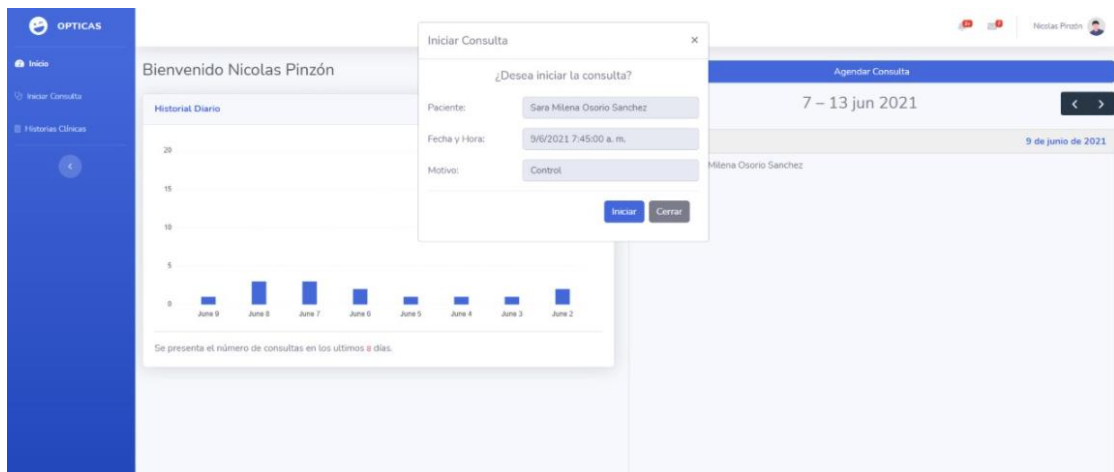 OPTICAS
Inicio
Iniciar Consulta
Historias Clínicas
Nicolas Pinzón
Bienvenido Nicolas Pinzón
Historial Diario
20
15
10
5
0
June 9 June 8 June 7 June 6 June 5 June 4 June 3 June 2
Se presenta el número de consultas en los ultimos 8 días.
Iniciar Consulta ×
¿Desea iniciar la consulta?
Paciente: Sara Milena Osorio Sanchez
Fecha y Hora: 9/6/2021 7:45:00 a. m.
Motivo: Control
Iniciar Cerrar
Agendar Consulta
7 – 13 jun 2021
9 de junio de 2021
Milena Osorio Sanchez